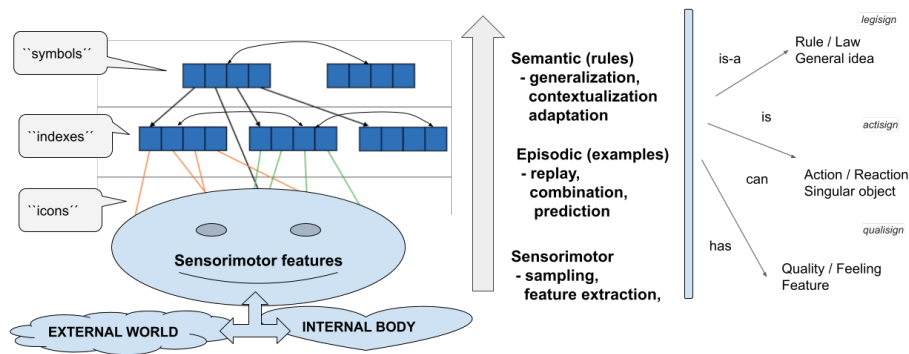 ``symbols´´
``indexes´´
``icons´´
Sensorimotor features
EXTERNAL WORLD
INTERNAL BODY
Semantic (rules)
- generalization,
contextualization
adaptation
Episodic (examples)
- replay,
combination,
prediction
Sensorimotor
- sampling,
feature extraction,
is-a
is
can
has
legisign
Rule / Law
General idea
actisign
Action / Reaction
Singular object
qualisign
Quality / Feeling
Feature